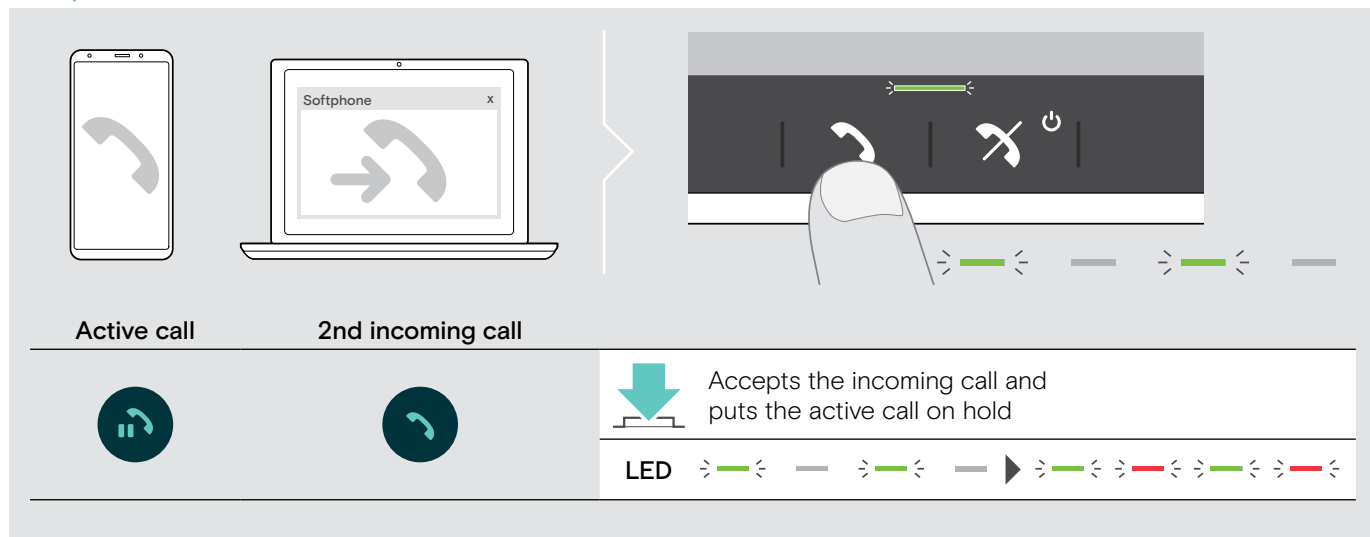 Softphone x
Active call
2nd incoming call
Accepts the incoming call and
puts the active call on hold
LED